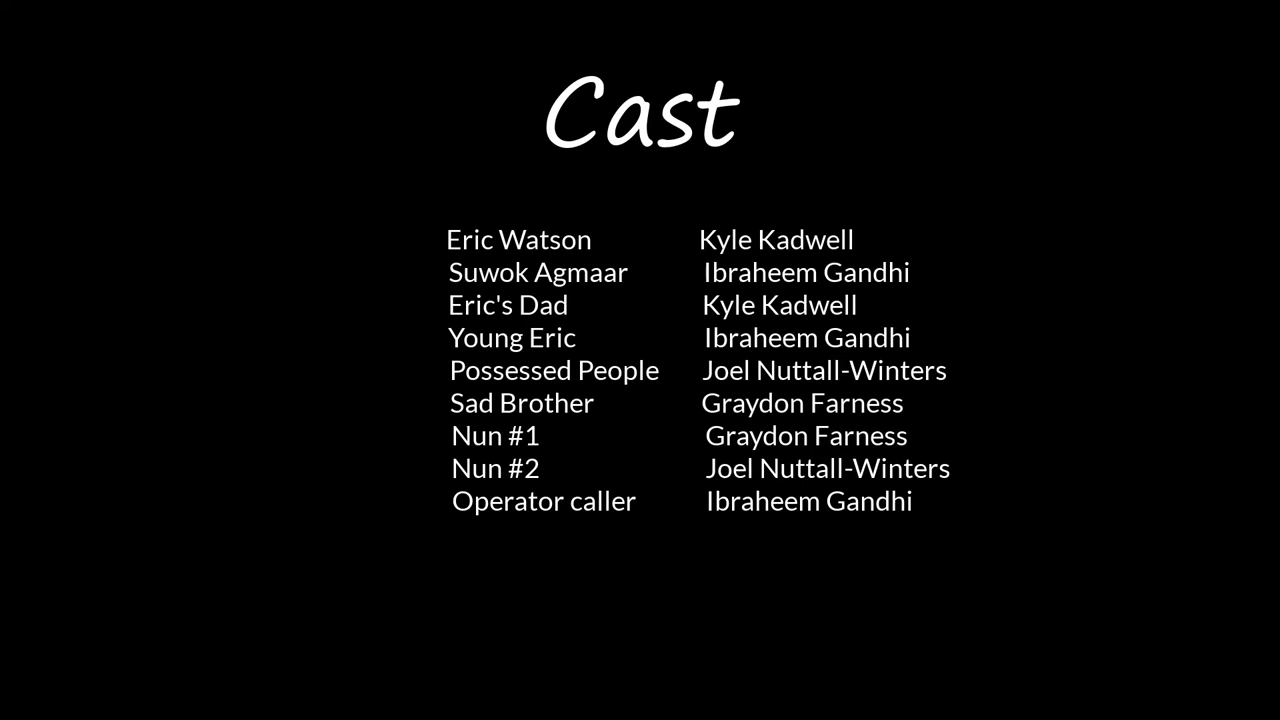 Cast
Eric Watson Kyle Kadwell
Suwok Agmaar Ibraheem Gandhi
Eric's Dad Kyle Kadwell
Young Eric Ibraheem Gandhi
Possessed People Joel Nuttall-Winters
Sad Brother Graydon Farness
Nun #1 Graydon Farness
Nun #2 Joel Nuttall-Winters
Operator caller Ibraheem Gandhi